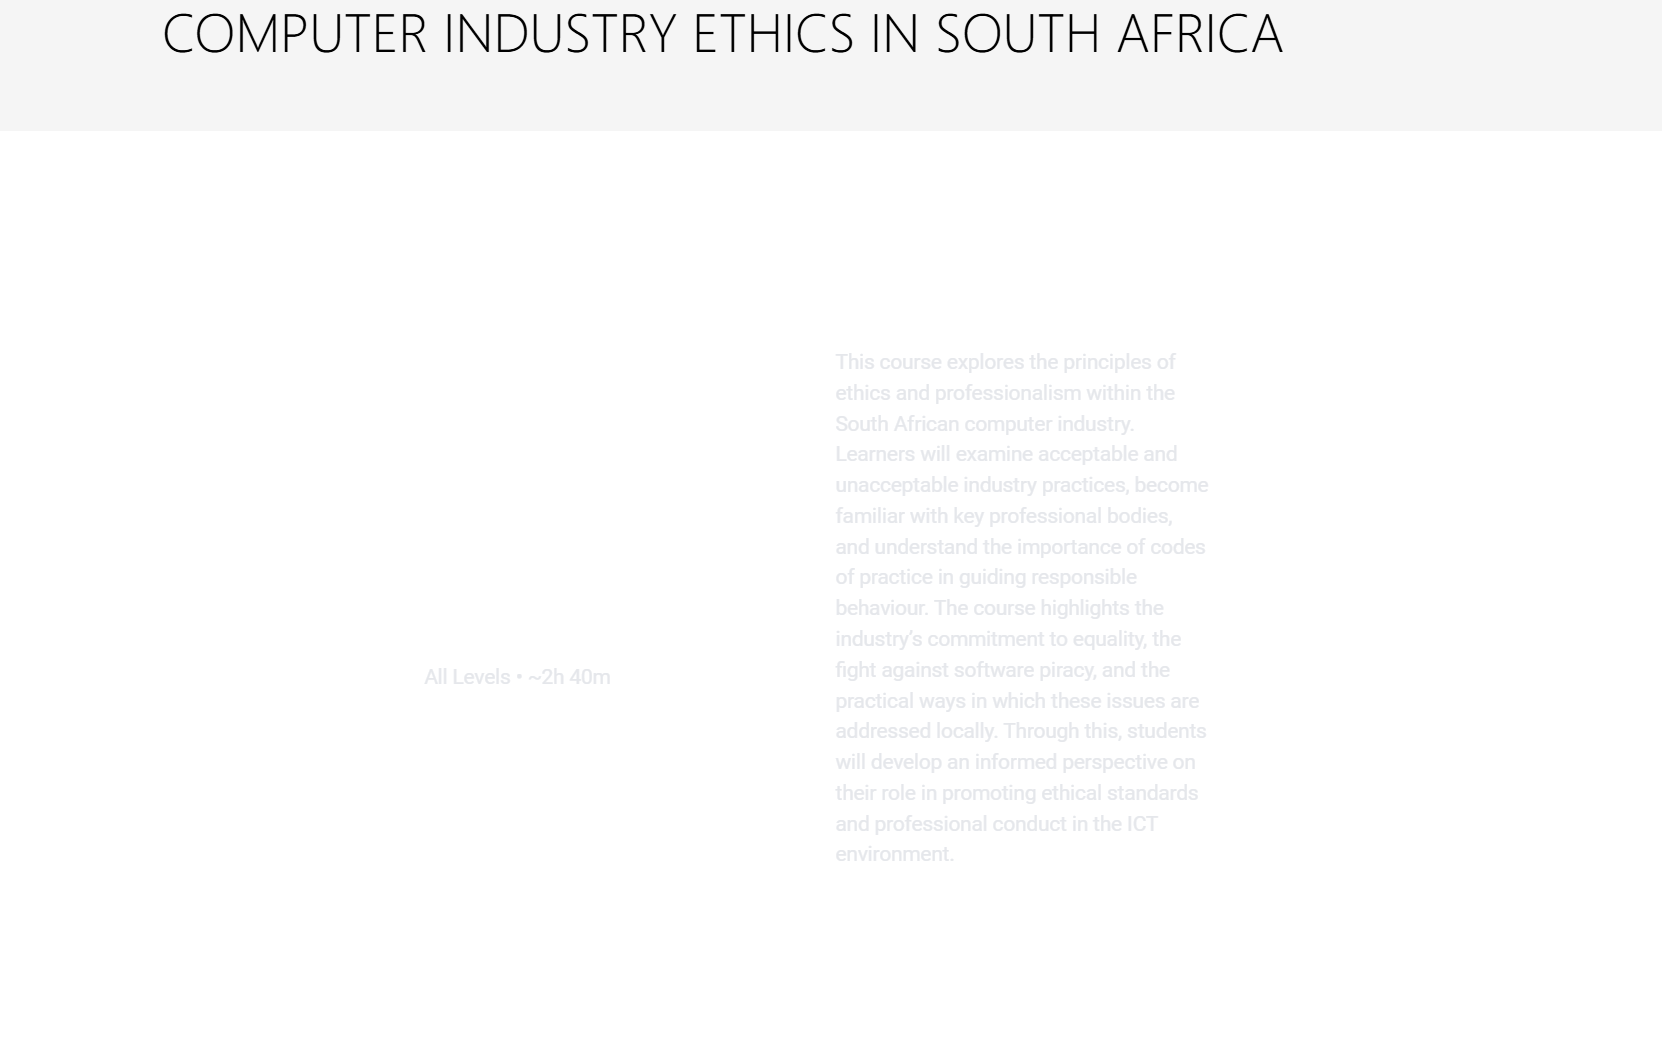 COMPUTER INDUSTRY ETHICS IN SOUTH AFRICA
This course explores the principles of
ethics and professionalism within the
South African computer industry.
Learners will examine acceptable and
unacceptable industry practices, become
familiar with key professional bodies,
and understand the importance of codes
of practice in guiding responsible
behaviour. The course highlights the
industry’s commitment to equality, the
fight against software piracy, and the
practical ways in which these issues are
addressed locally. Through this, students
will develop an informed perspective on
their role in promoting ethical standards
and professional conduct in the ICT
environment.
All Levels • ~2h 40m